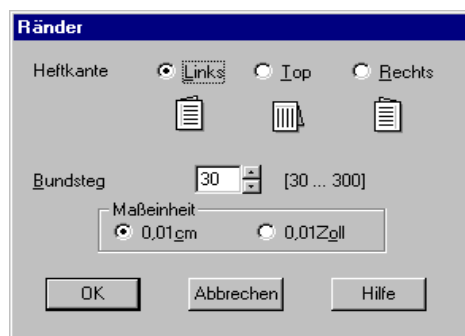 Ränder
Heftkante Links Top Rechts
Bundsteg 30 [30 ... 300]
Maßeinheit
0,01cm 0,01Zoll
OK Abbrechen Hilfe